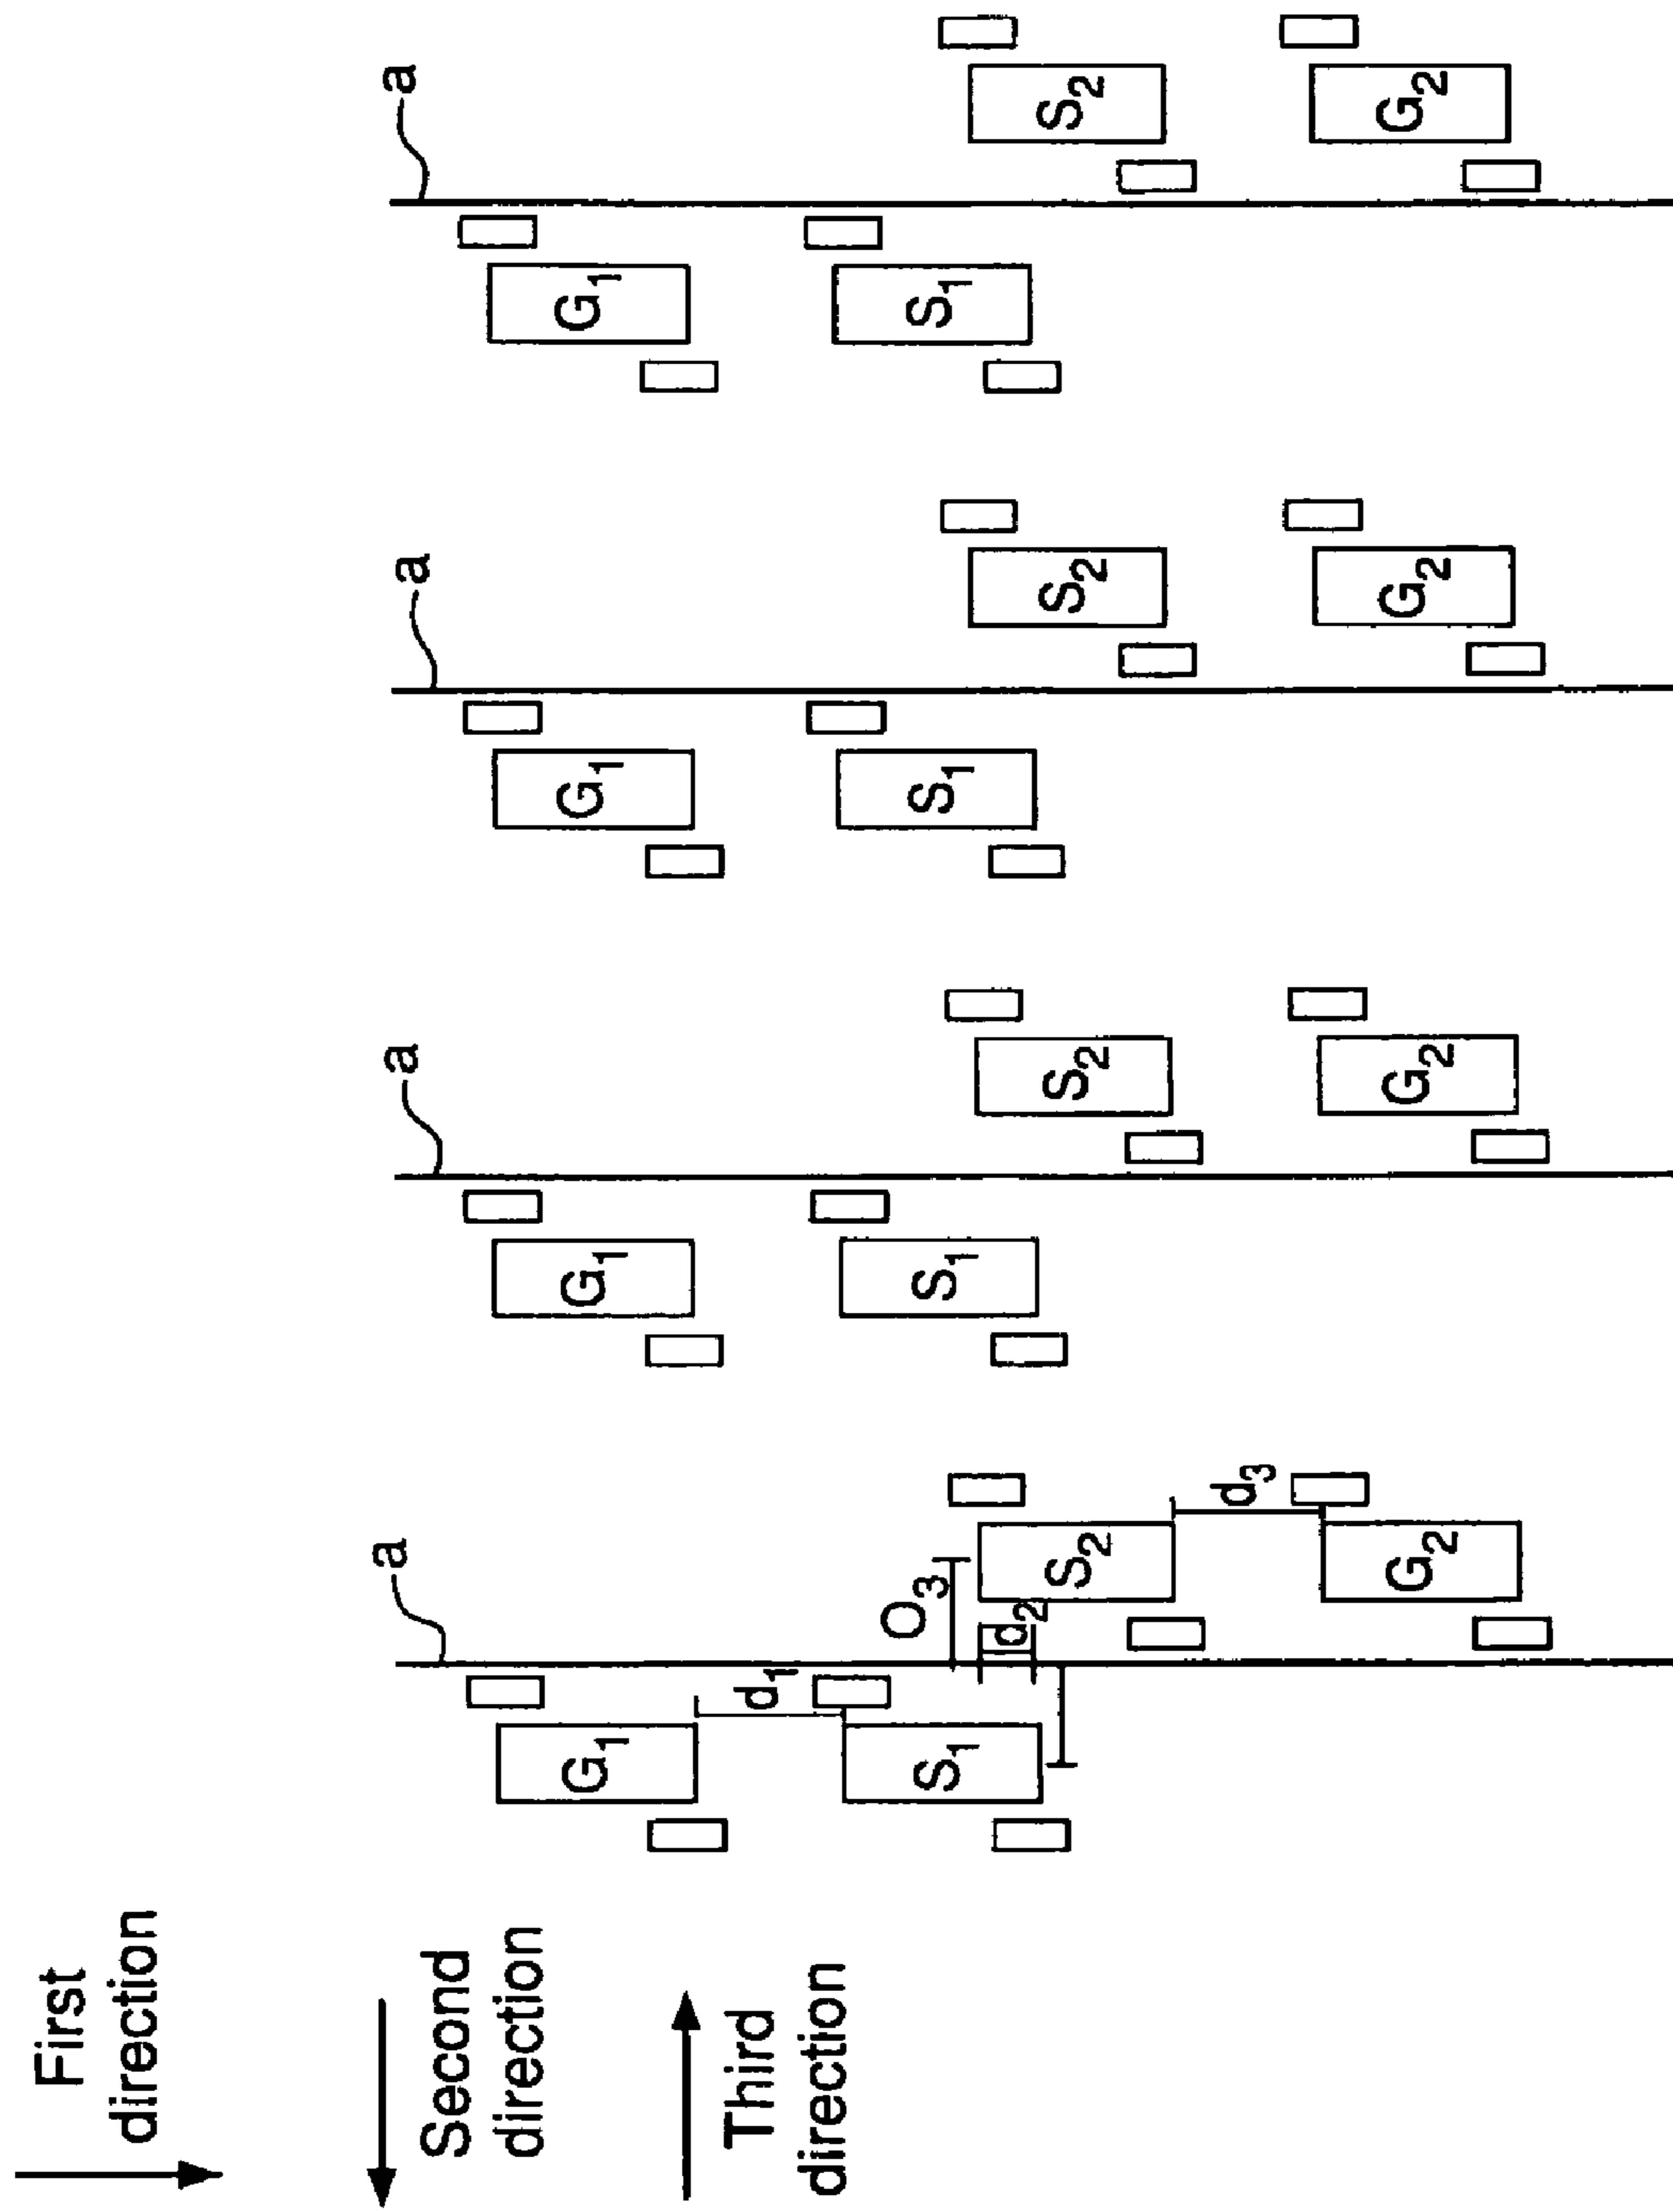 First
direction
Second
direction
Third
direction
a
G₁
d₁
S₁
O₃
d₂
S₂
d₃
G₂
a
G₁
S₁
S₂
G₂
a
G₁
S₁
S₂
G₂
a
G₁
S₁
S₂
G₂